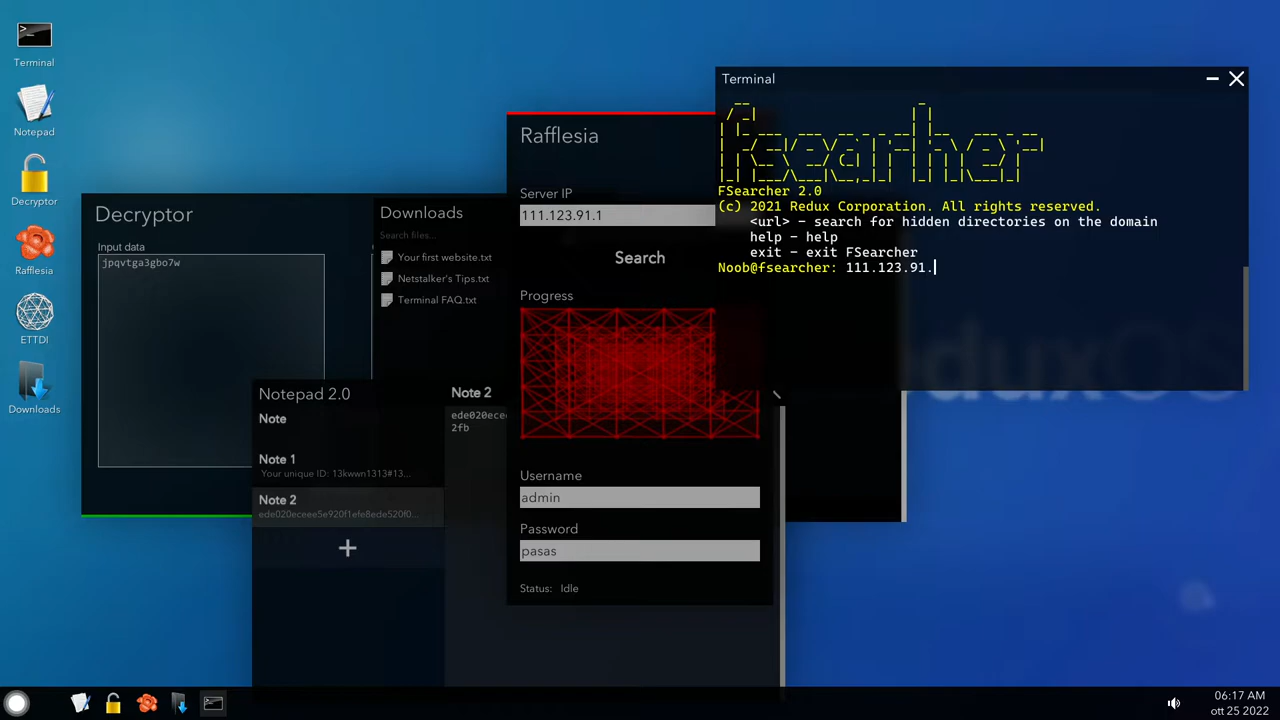 Terminal
Notepad
Decryptor
Rafflesia
ETTDI
Downloads
Decryptor
Input data
jpqvtga3gbo7w
Downloads
Search files...
Your first website.txt
Netstalker's Tips.txt
Terminal FAQ.txt
Notepad 2.0
Note
Note 1
Your unique ID: 13kwwn1313#13...
Note 2
ede020eceee5e920f1efe8ede520f0...
Note 2
ede020ecee
2fb
Rafflesia
Server IP
111.123.91.1
Search
Progress
Username
admin
Password
pasas
Status: Idle
Terminal
fsearher
FSearcher 2.0
(c) 2021 Redux Corporation. All rights reserved.
<url> - search for hidden directories on the domain
help - help
exit - exit FSearcher
Noob@fsearcher: 111.123.91.
duxOS
06:17 AM
ott 25 2022